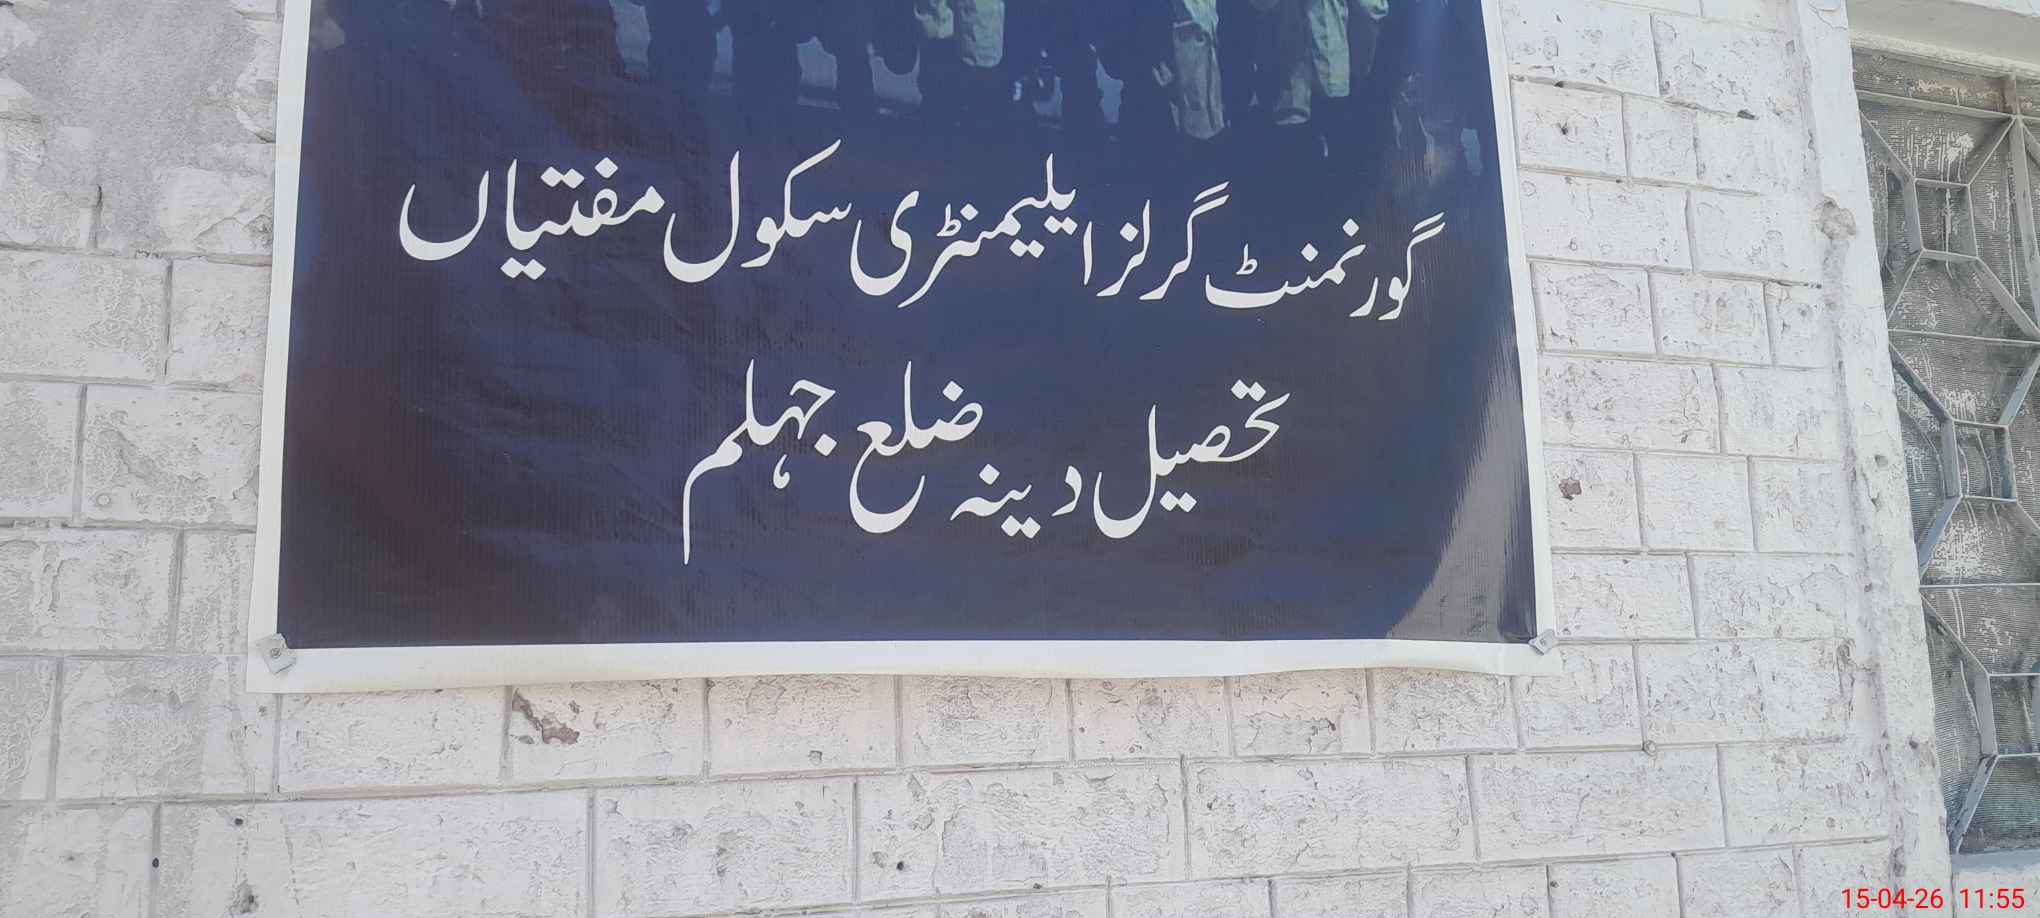 گورنمنٹ گرلز ایلیمنٹری سکول مفتیاں
تحصیل دینہ ضلع جہلم
15-04-26 11:55